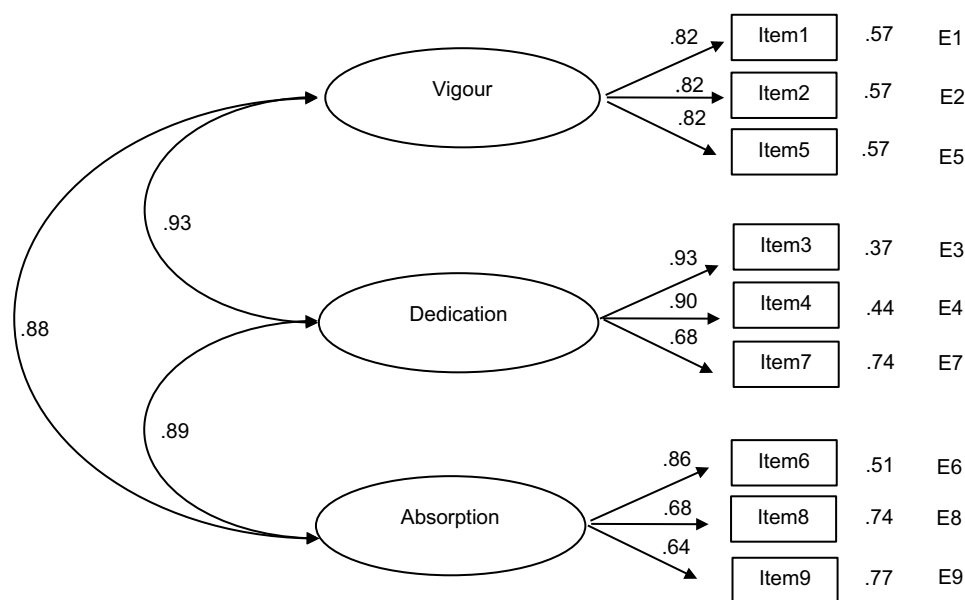 .82 Item1 .57 E1
Vigour .82 Item2 .57 E2
.82 Item5 .57 E5
.93
.93 Item3 .37 E3
Dedication .90 Item4 .44 E4
.88 .68 Item7 .74 E7
.89
.86 Item6 .51 E6
Absorption .68 Item8 .74 E8
.64 Item9 .77 E9